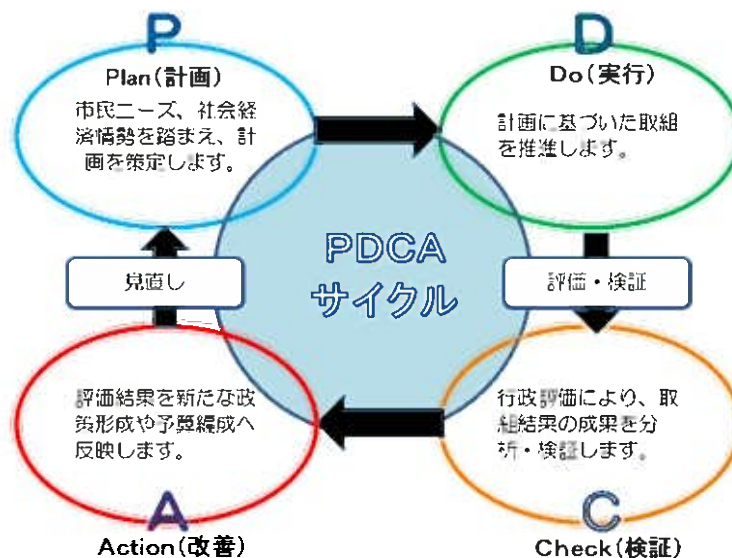 P
Plan(計画)
市民ニーズ、社会経
済情勢を踏まえ、計
画を策定します。
D
Do(実行)
計画に基づいた取組
を推進します。
PDCA
サイクル
見直し
評価・検証
評価結果を新たな政
策形成や予算編成へ
反映します。
A
Action(改善)
行政評価により、取
組結果の成果を分
析・検証します。
C
Check(検証)